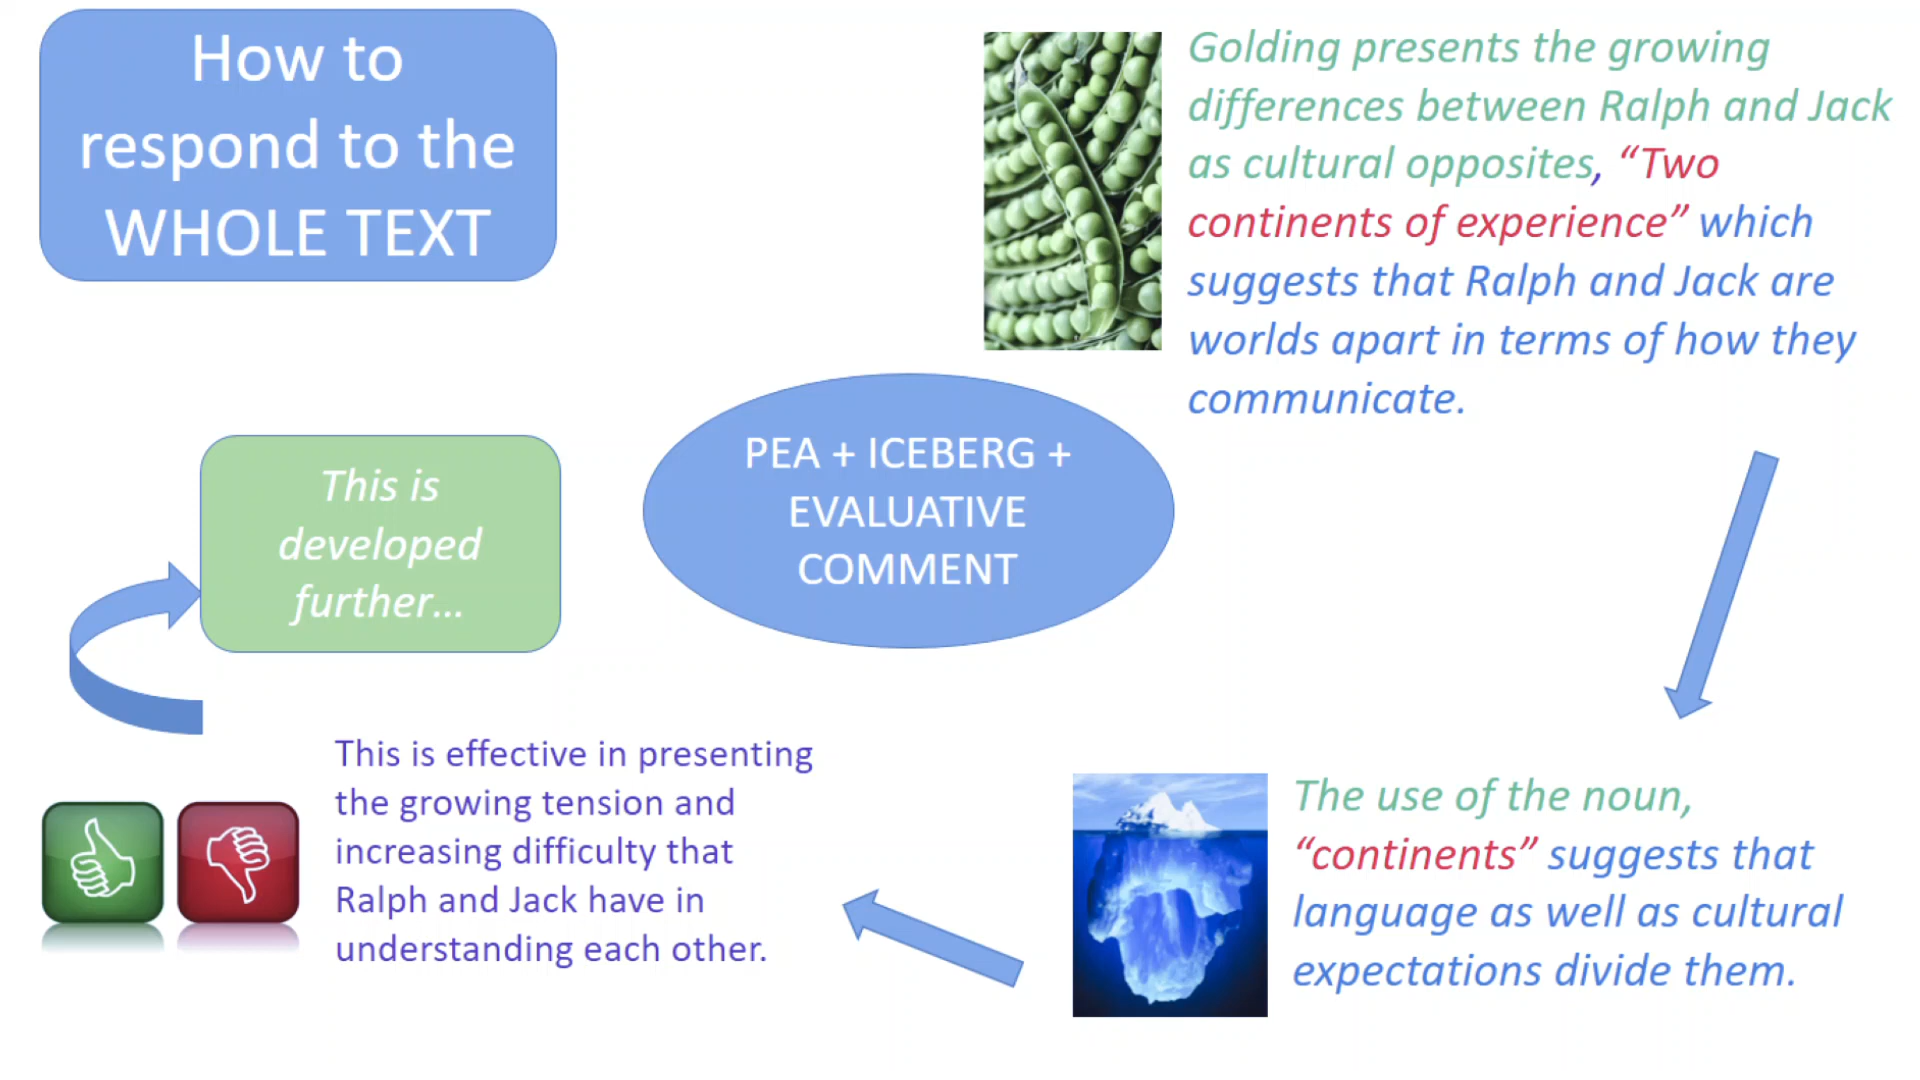 How to
respond to the
WHOLE TEXT
Golding presents the growing
differences between Ralph and Jack
as cultural opposites, “Two
continents of experience” which
suggests that Ralph and Jack are
worlds apart in terms of how they
communicate.
PEA + ICEBERG +
EVALUATIVE
COMMENT
This is
developed
further...
The use of the noun,
“continents” suggests that
language as well as cultural
expectations divide them.
This is effective in presenting
the growing tension and
increasing difficulty that
Ralph and Jack have in
understanding each other.